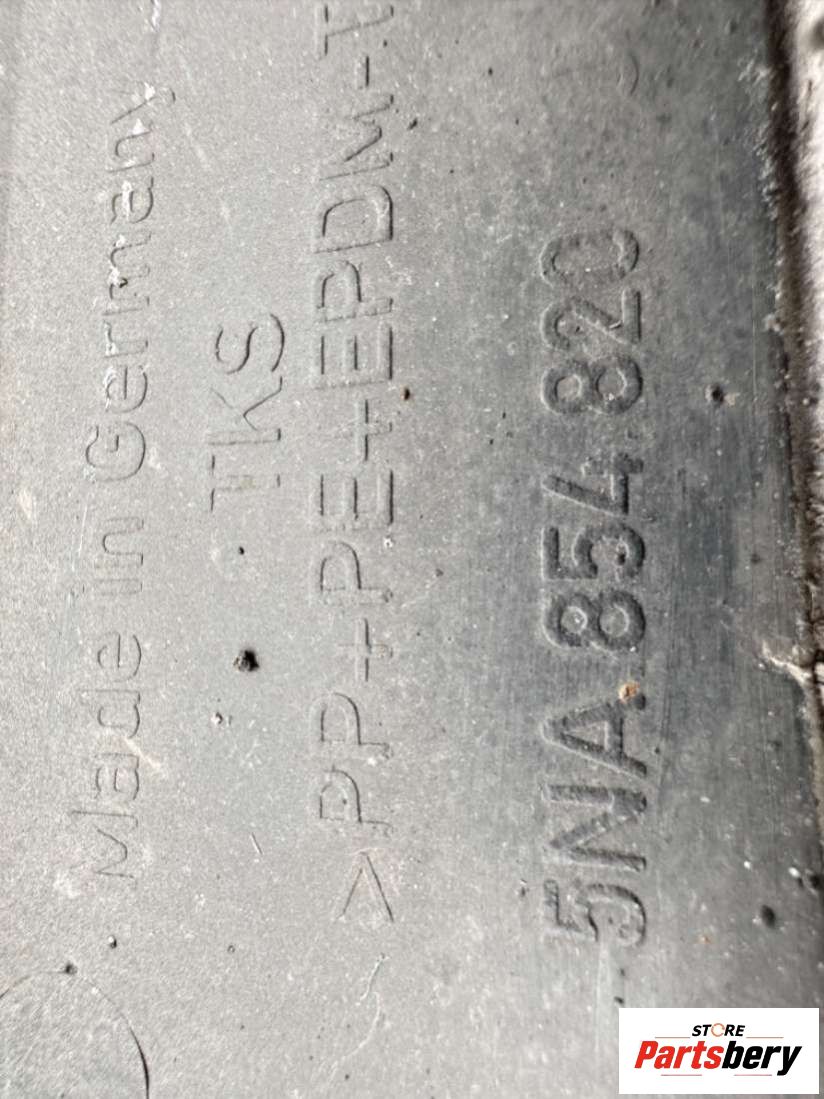 Made in Germany
TKS
>PP+PE+EPDM-T
5NA.854.820
STORE
Partsbery